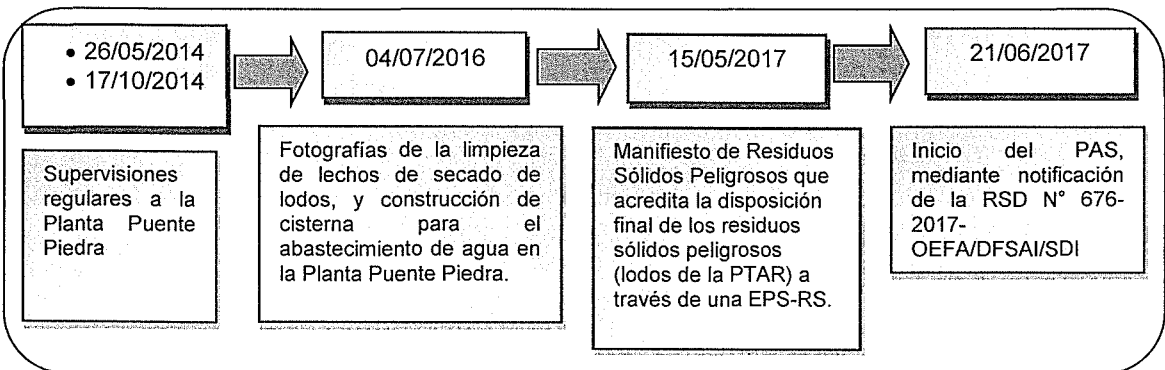 • 26/05/2014
• 17/10/2014
04/07/2016
15/05/2017
21/06/2017
Supervisiones
regulares a la
Planta Puente
Piedra
Fotografías de la limpieza
de lechos de secado de
lodos, y construcción de
cisterna para el
abastecimiento de agua en
la Planta Puente Piedra.
Manifiesto de Residuos
Sólidos Peligrosos que
acredita la disposición
final de los residuos
sólidos peligrosos
(lodos de la PTAR) a
través de una EPS-RS.
Inicio del PAS,
mediante notificación
de la RSD N° 676-
2017-
OEFA/DFSAI/SDI